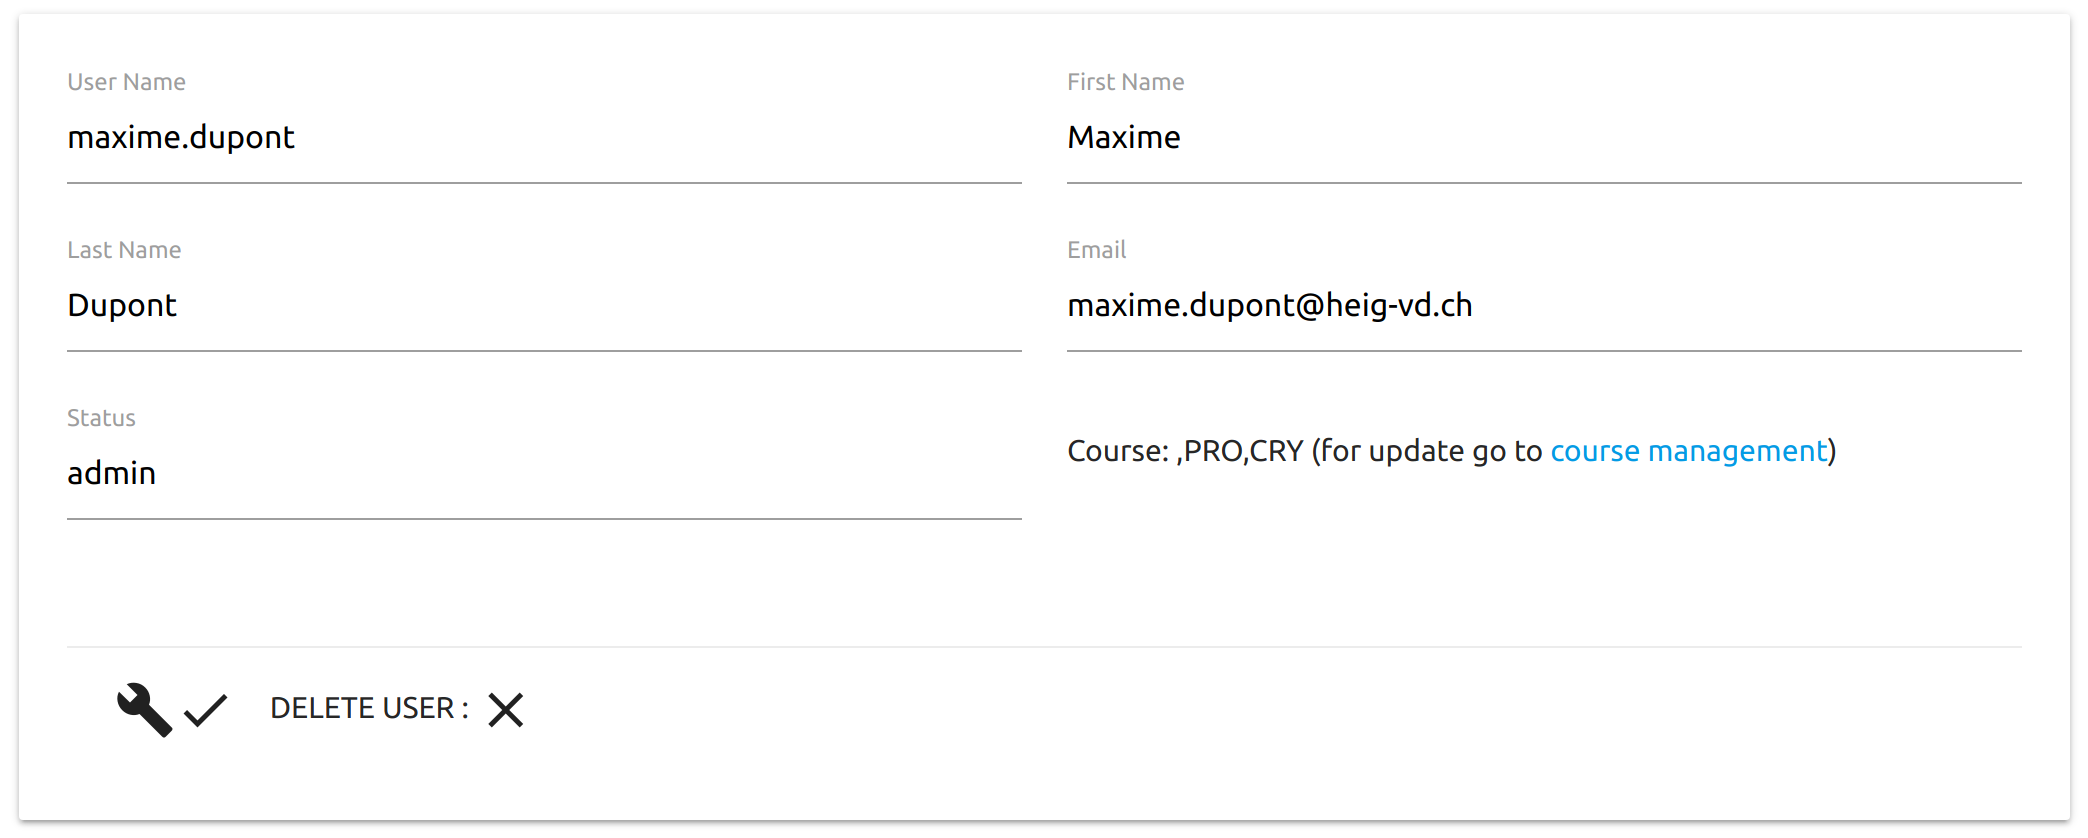 User Name
maxime.dupont
First Name
Maxime
Last Name
Dupont
Email
maxime.dupont@heig-vd.ch
Status
admin
Course: ,PRO,CRY (for update go to course management)
DELETE USER :